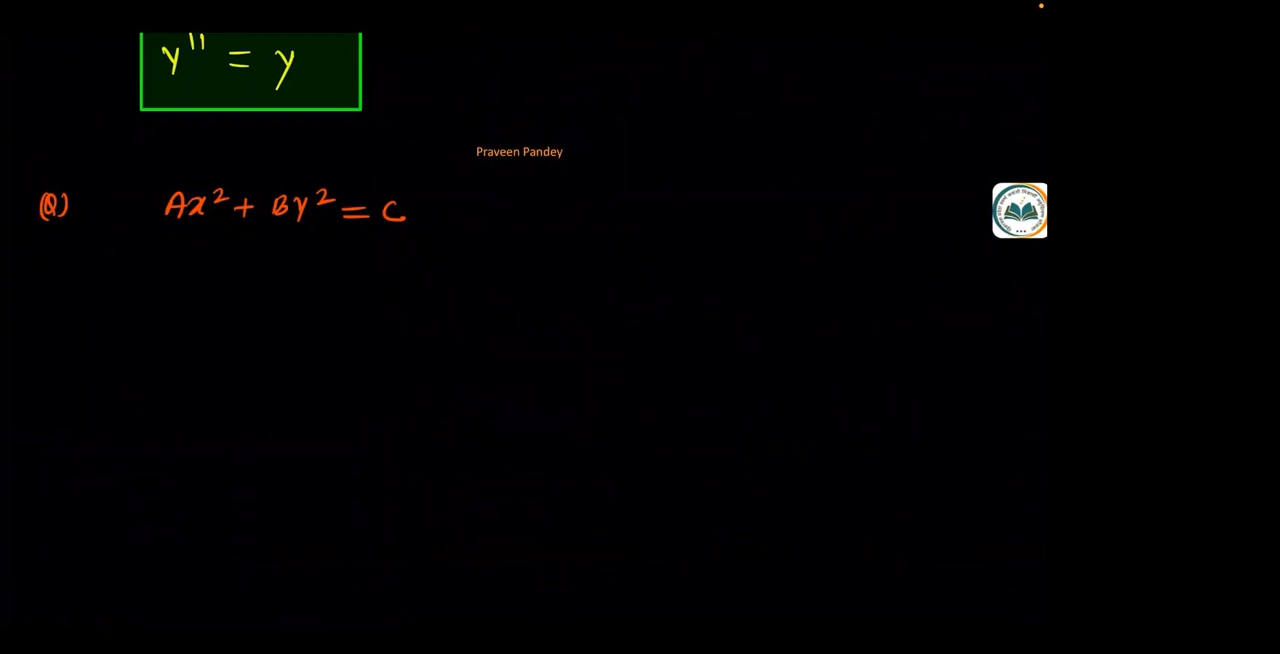 y'' = y
Praveen Pandey
(Q) Ax² + By² = C